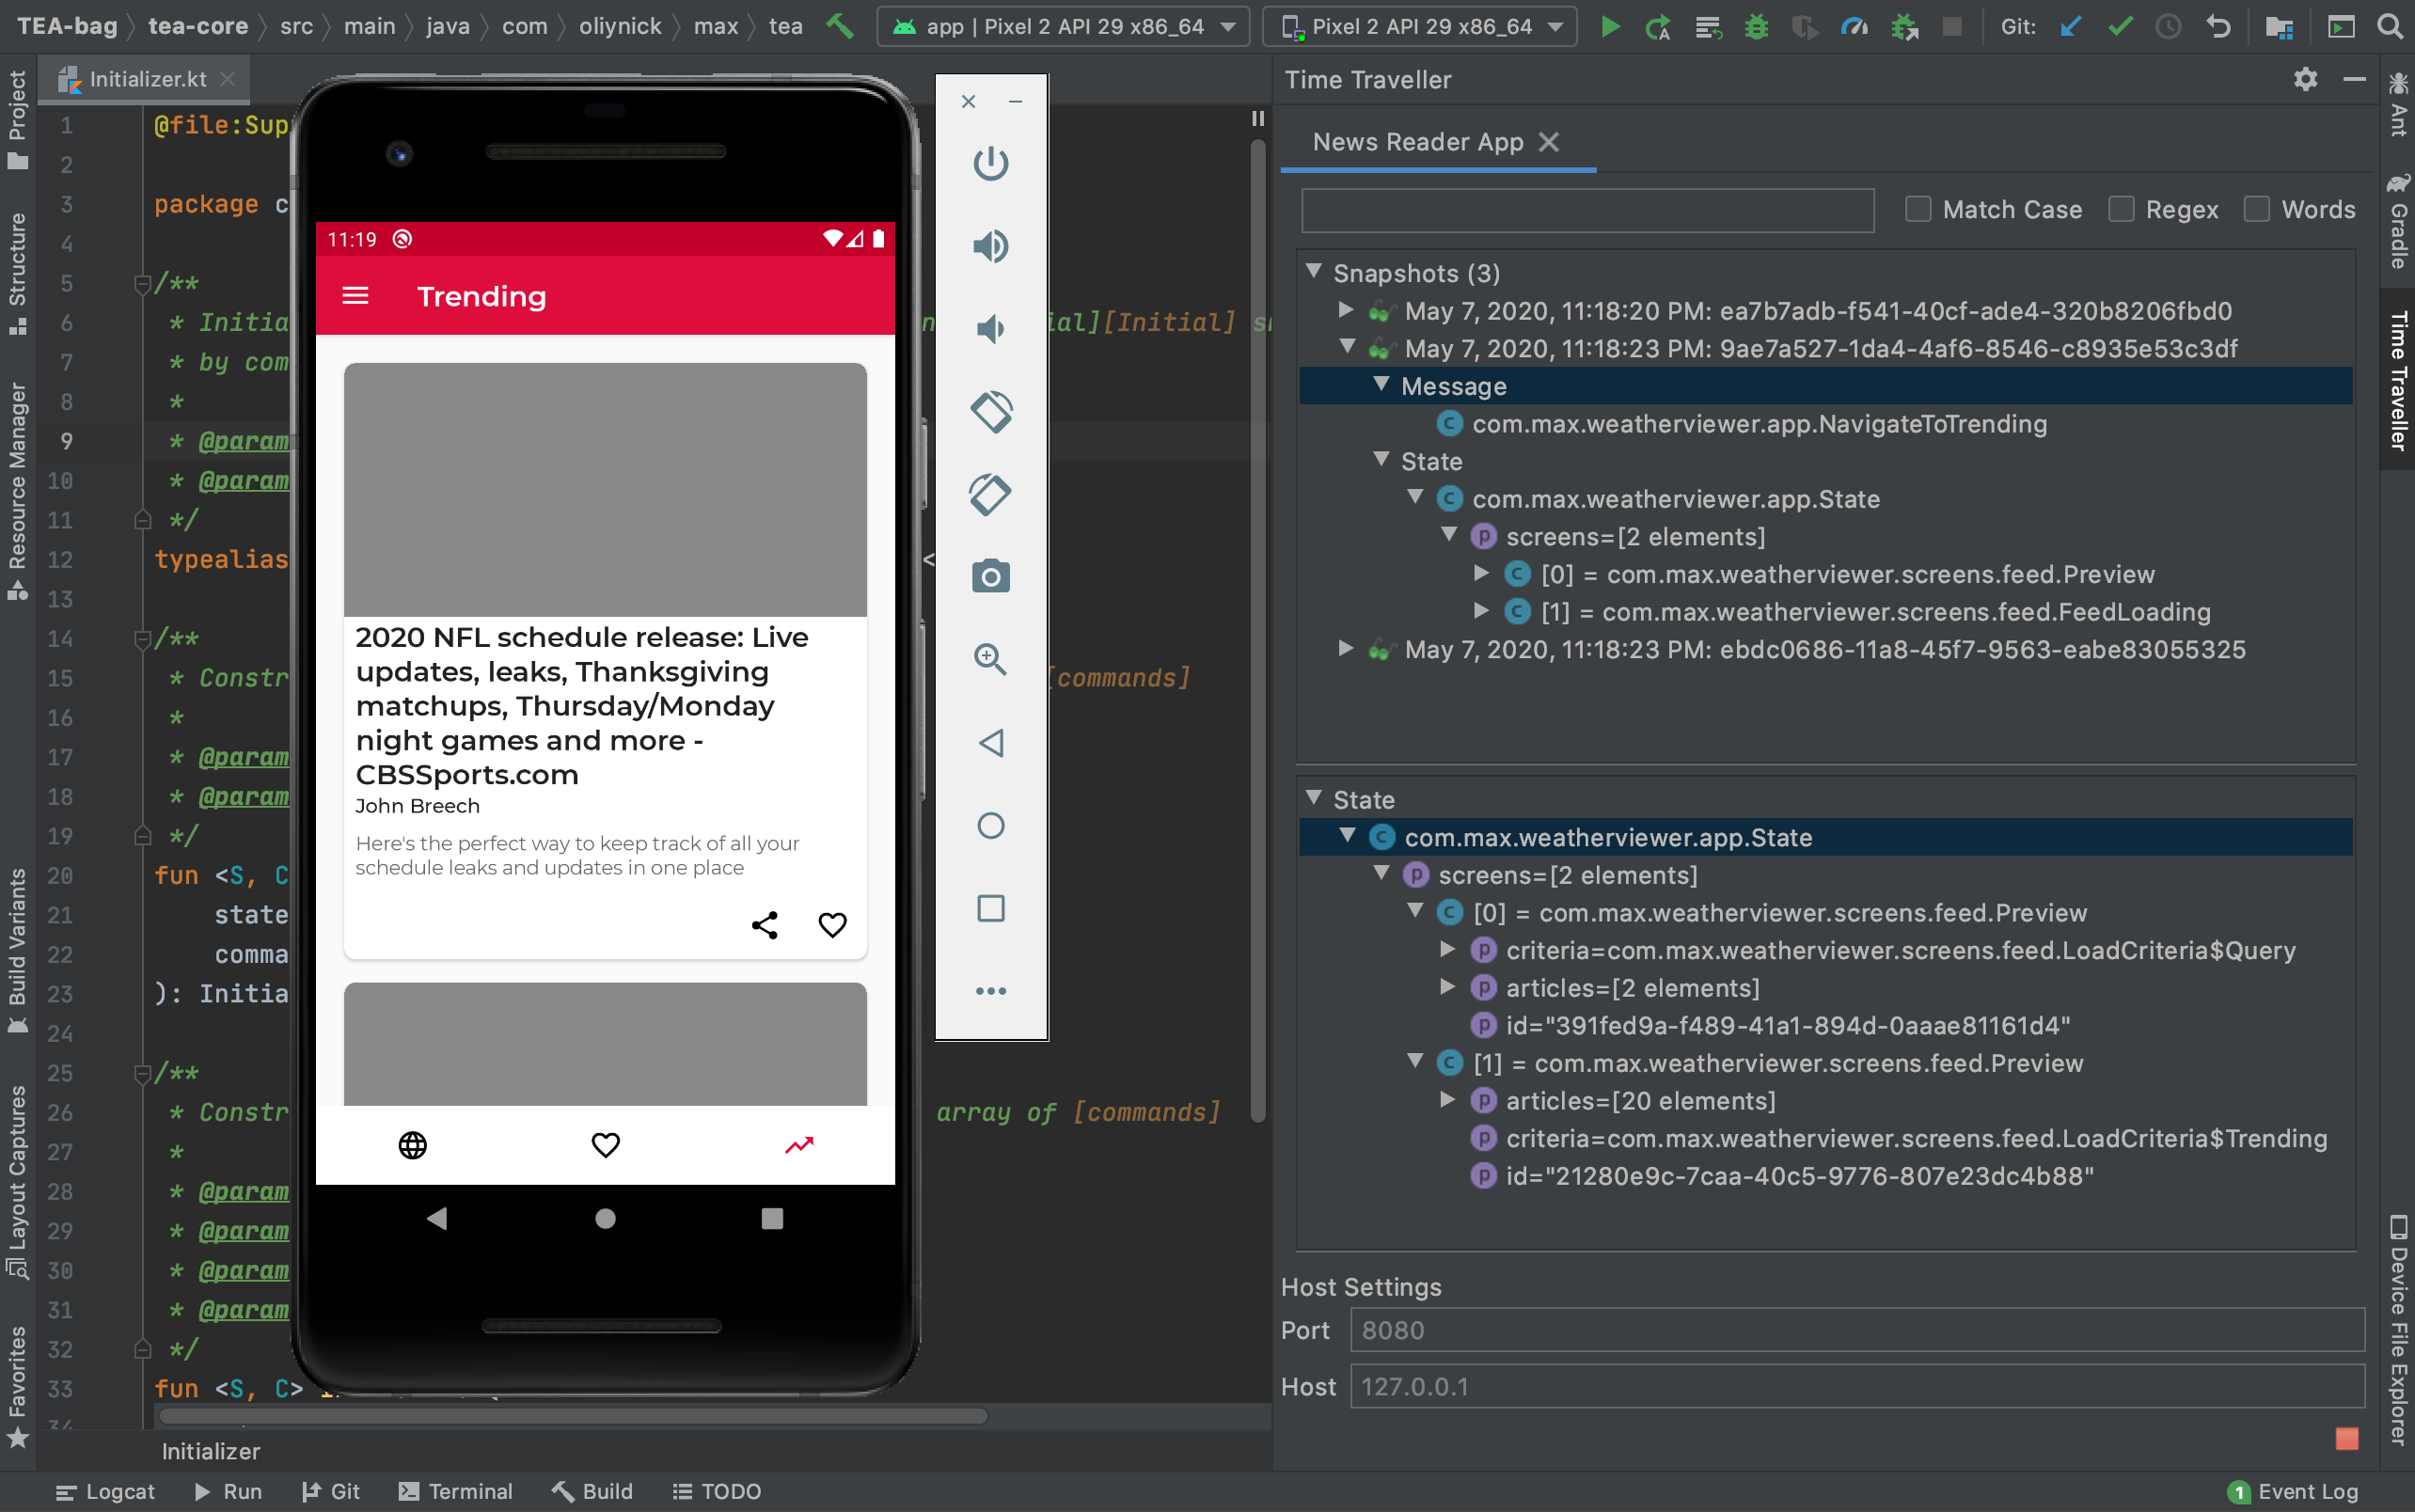 TEA-bag tea-core src main java com oliynick max tea app | Pixel 2 API 29 x86_64 Pixel 2 API 29 x86_64 Git:
Project
Structure
Resource Manager
Build Variants
Layout Captures
Favorites
Initializer.kt
1 @file:Sup
2
3 package c
4
5 /**
6 * Initia n ial][Initial] s
7 * by com
8 *
9 * @param
10 * @param
11 */
12 typealias <
13
14 /**
15 * Constr [commands]
16 *
17 * @param
18 * @param
19 */
20 fun <S, C
21 state
22 comma
23 ): Initia
24
25 /**
26 * Constr array of [commands]
27 *
28 * @param
29 * @param
30 * @param
31 * @param
32 */
33 fun <S, C>
34
Initializer
11:19
Trending
2020 NFL schedule release: Live
updates, leaks, Thanksgiving
matchups, Thursday/Monday
night games and more -
CBSSports.com
John Breech
Here's the perfect way to keep track of all your
schedule leaks and updates in one place
Time Traveller
News Reader App
Match Case Regex Words
Snapshots (3)
May 7, 2020, 11:18:20 PM: ea7b7adb-f541-40cf-ade4-320b8206fbd0
May 7, 2020, 11:18:23 PM: 9ae7a527-1da4-4af6-8546-c8935e53c3df
Message
C com.max.weatherviewer.app.NavigateToTrending
State
C com.max.weatherviewer.app.State
p screens=[2 elements]
C [0] = com.max.weatherviewer.screens.feed.Preview
C [1] = com.max.weatherviewer.screens.feed.FeedLoading
May 7, 2020, 11:18:23 PM: ebdc0686-11a8-45f7-9563-eabe83055325
State
C com.max.weatherviewer.app.State
p screens=[2 elements]
C [0] = com.max.weatherviewer.screens.feed.Preview
p criteria=com.max.weatherviewer.screens.feed.LoadCriteria$Query
p articles=[2 elements]
p id="391fed9a-f489-41a1-894d-0aaae81161d4"
C [1] = com.max.weatherviewer.screens.feed.Preview
p articles=[20 elements]
p criteria=com.max.weatherviewer.screens.feed.LoadCriteria$Trending
p id="21280e9c-7caa-40c5-9776-807e23dc4b88"
Host Settings
Port 8080
Host 127.0.0.1
Ant
Gradle
Time Traveller
Device File Explorer
Logcat Run Git Terminal Build TODO 1 Event Log